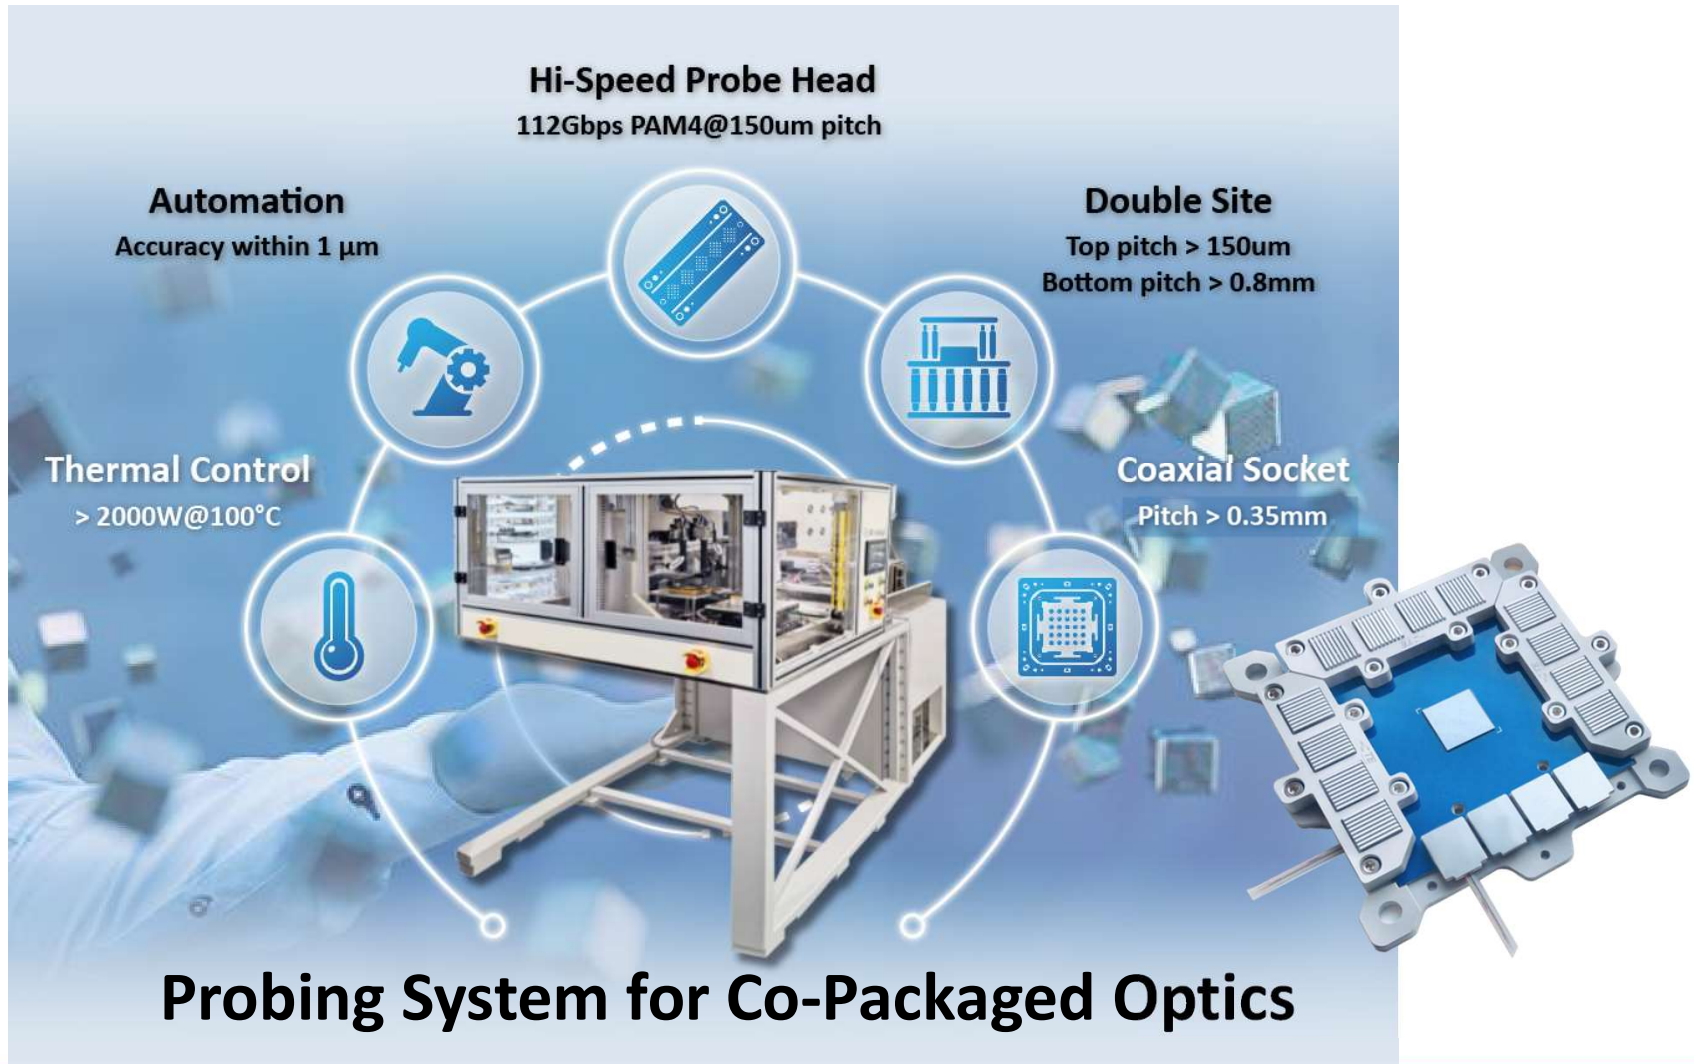 Hi-Speed Probe Head
112Gbps PAM4@150um pitch
Automation
Accuracy within 1 µm
Double Site
Top pitch > 150um
Bottom pitch > 0.8mm
Thermal Control
> 2000W@100°C
Coaxial Socket
Pitch > 0.35mm
Probing System for Co-Packaged Optics